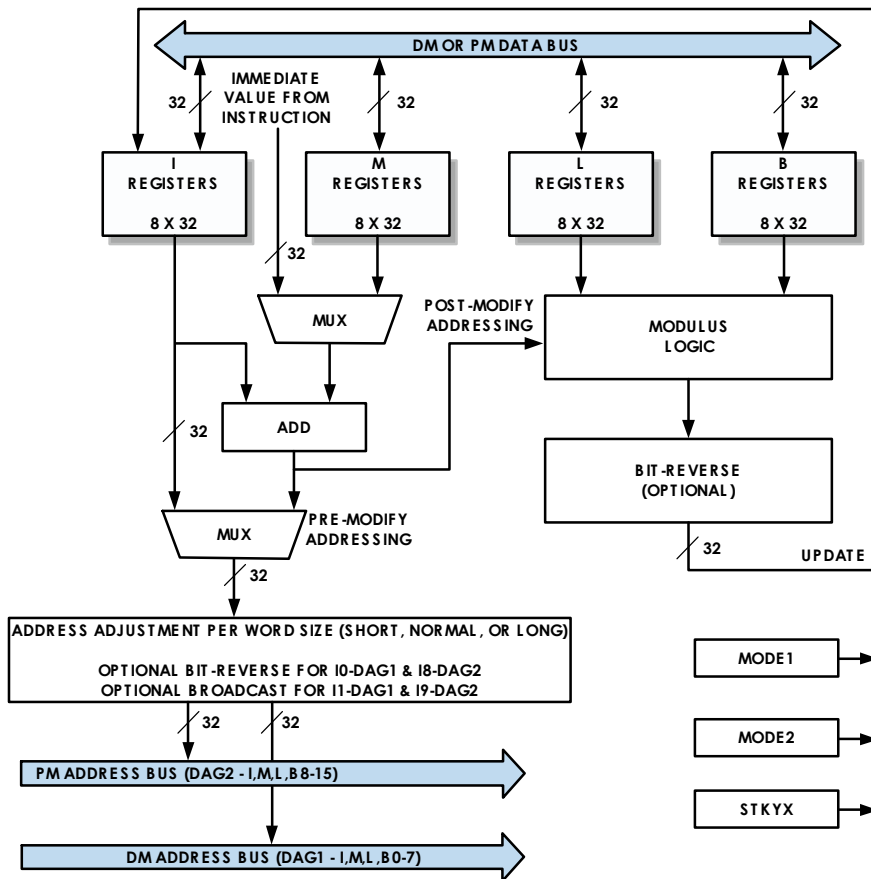 DM OR PM DATA BUS
32
IMMEDIATE
VALUE FROM
INSTRUCTION
32
32
32
I
REGISTERS
8 X 32
M
REGISTERS
8 X 32
L
REGISTERS
8 X 32
B
REGISTERS
8 X 32
32
MUX
POST-MODIFY
ADDRESSING
MODULUS
LOGIC
ADD
32
BIT-REVERSE
(OPTIONAL)
MUX
PRE-MODIFY
ADDRESSING
32
32
UPDATE
ADDRESS ADJUSTMENT PER WORD SIZE (SHORT, NORMAL, OR LONG)
OPTIONAL BIT-REVERSE FOR I0-DAG1 & I8-DAG2
OPTIONAL BROADCAST FOR I1-DAG1 & I9-DAG2
32
32
PM ADDRESS BUS (DAG2 - I,M,L,B8-15)
DM ADDRESS BUS (DAG1 - I,M,L,B0-7)
MODE1
MODE2
STKYX